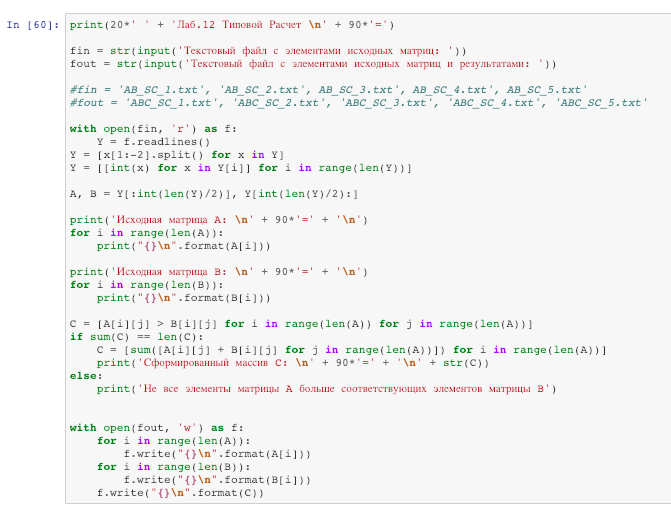 In [60]: print(20*' ' + 'Лаб.12 Типовой Расчет \n' + 90*'=')
fin = str(input('Текстовый файл с элементами исходных матриц: '))
fout = str(input('Текстовый файл с элементами исходных матриц и результатами: '))
#fin = 'AB_SC_1.txt', 'AB_SC_2.txt', AB_SC_3.txt', AB_SC_4.txt', AB_SC_5.txt'
#fout = 'ABC_SC_1.txt', 'ABC_SC_2.txt', 'ABC_SC_3.txt', 'ABC_SC_4.txt', 'ABC_SC_5.txt'
with open(fin, 'r') as f:
    Y = f.readlines()
Y = [x[1:-2].split() for x in Y]
Y = [[int(x) for x in Y[i]] for i in range(len(Y))]
A, B = Y[:int(len(Y)/2)], Y[int(len(Y)/2):]
print('Исходная матрица A: \n' + 90*'=' + '\n')
for i in range(len(A)):
    print("{}\n".format(A[i]))
print('Исходная матрица B: \n' + 90*'=' + '\n')
for i in range(len(B)):
    print("{}\n".format(B[i]))
C = [A[i][j] > B[i][j] for i in range(len(A)) for j in range(len(A))]
if sum(C) == len(C):
    C = [sum([A[i][j] + B[i][j] for j in range(len(A))]) for i in range(len(A))]
    print('Сформированный массив C: \n' + 90*'=' + '\n' + str(C))
else:
    print('Не все элементы матрицы A больше соответствующих элементов матрицы B')
with open(fout, 'w') as f:
    for i in range(len(A)):
        f.write("{}\n".format(A[i]))
    for i in range(len(B)):
        f.write("{}\n".format(B[i]))
    f.write("{}\n".format(C))